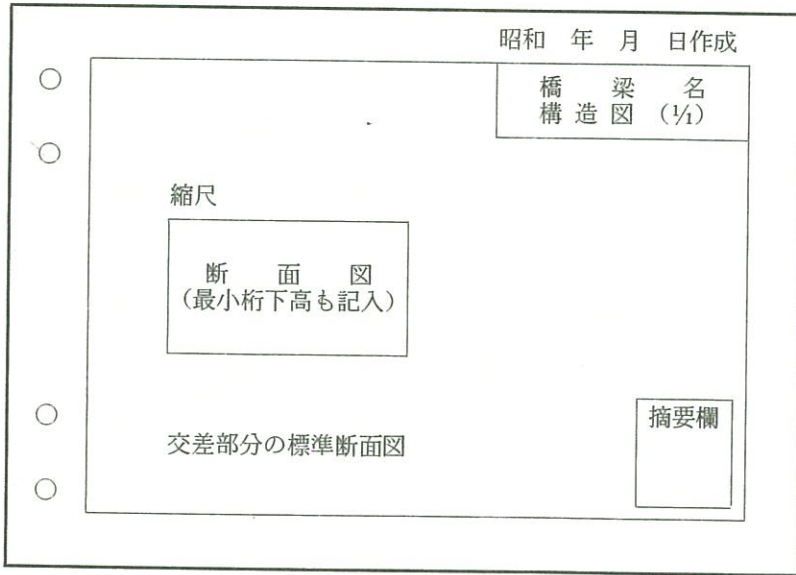 昭和 年 月 日作成
橋梁名
構造図 (1/1)
縮尺
断面図
(最小桁下高も記入)
摘要欄
交差部分の標準断面図